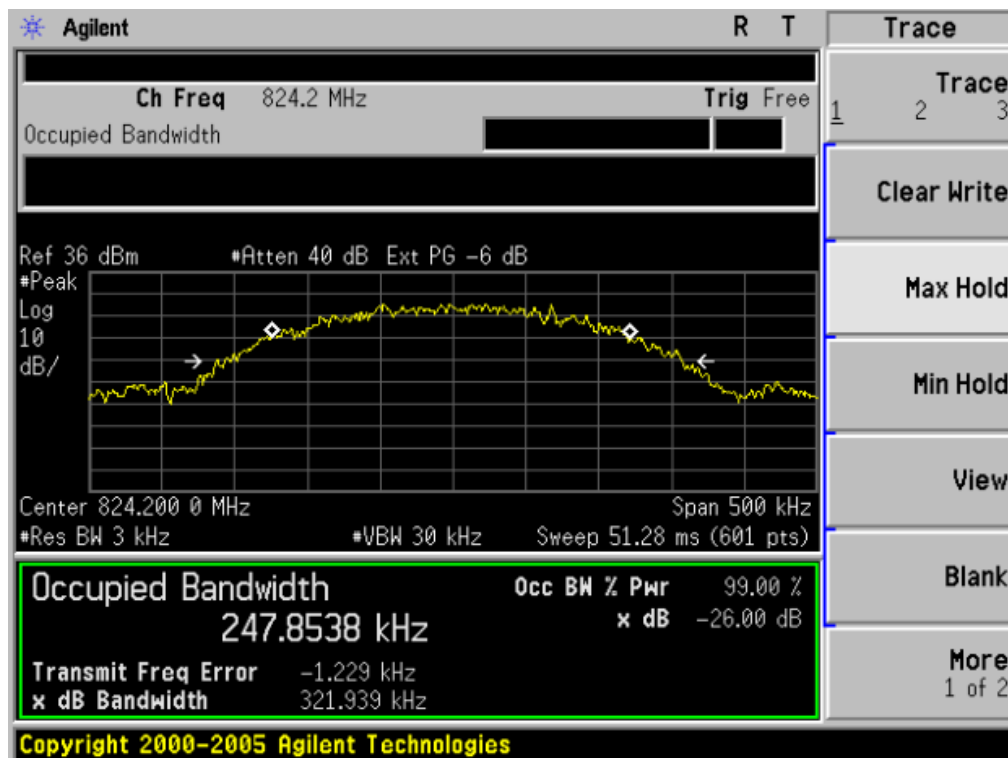 Agilent R T Trace
Ch Freq 824.2 MHz Trig Free
Occupied Bandwidth
Trace
1 2 3
Clear Write
Ref 36 dBm #Atten 40 dB Ext PG -6 dB
#Peak
Log
10
dB/
Max Hold
Min Hold
View
Center 824.200 0 MHz Span 500 kHz
#Res BW 3 kHz #VBW 30 kHz Sweep 51.28 ms (601 pts)
Blank
Occupied Bandwidth Occ BW % Pwr 99.00 %
247.8538 kHz x dB -26.00 dB
Transmit Freq Error -1.229 kHz
x dB Bandwidth 321.939 kHz
More
1 of 2
Copyright 2000-2005 Agilent Technologies